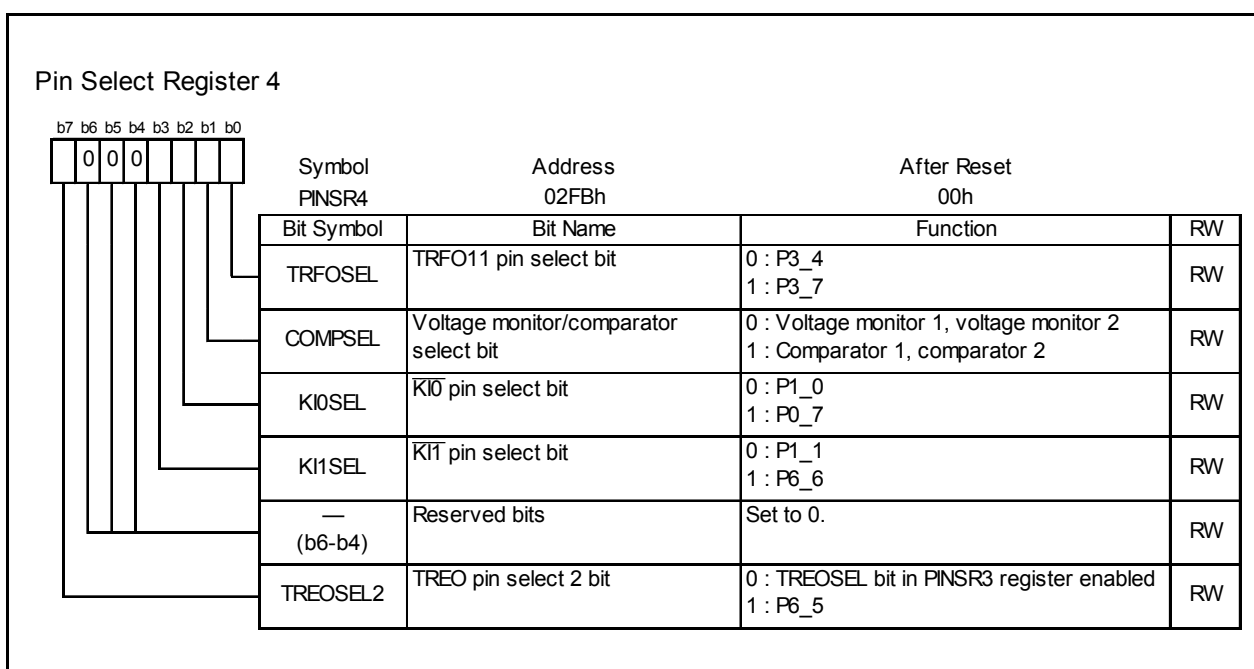 Pin Select Register 4
b7 b6 b5 b4 b3 b2 b1 b0
0 0 0
Symbol Address After Reset
PINSR4 02FBh 00h
Bit Symbol Bit Name Function RW
TRFOSEL TRFO11 pin select bit 0 : P3_4 RW
1 : P3_7
COMPSEL Voltage monitor/comparator 0 : Voltage monitor 1, voltage monitor 2 RW
select bit 1 : Comparator 1, comparator 2
KI0SEL K̅I̅0̅ pin select bit 0 : P1_0 RW
1 : P0_7
KI1SEL K̅I̅1̅ pin select bit 0 : P1_1 RW
1 : P6_6
— Reserved bits Set to 0. RW
(b6-b4)
TREOSEL2 TREO pin select 2 bit 0 : TREOSEL bit in PINSR3 register enabled RW
1 : P6_5